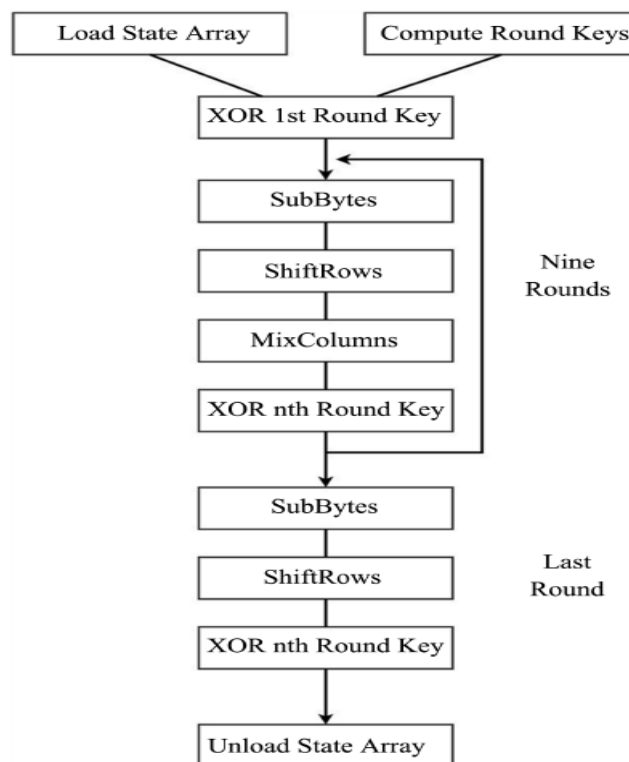 Load State Array
Compute Round Keys
XOR 1st Round Key
SubBytes
ShiftRows
Nine
Rounds
MixColumns
XOR nth Round Key
SubBytes
ShiftRows
Last
Round
XOR nth Round Key
Unload State Array